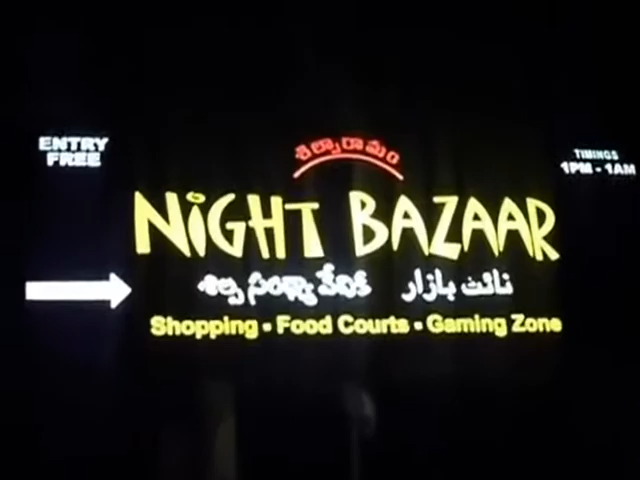 ENTRY
FREE
శిల్పారామం
TIMINGS
1PM - 1AM
NIGHT BAZAAR
శిల్ప సంధ్యా వేదిక نائٹ بازار
Shopping - Food Courts - Gaming Zone